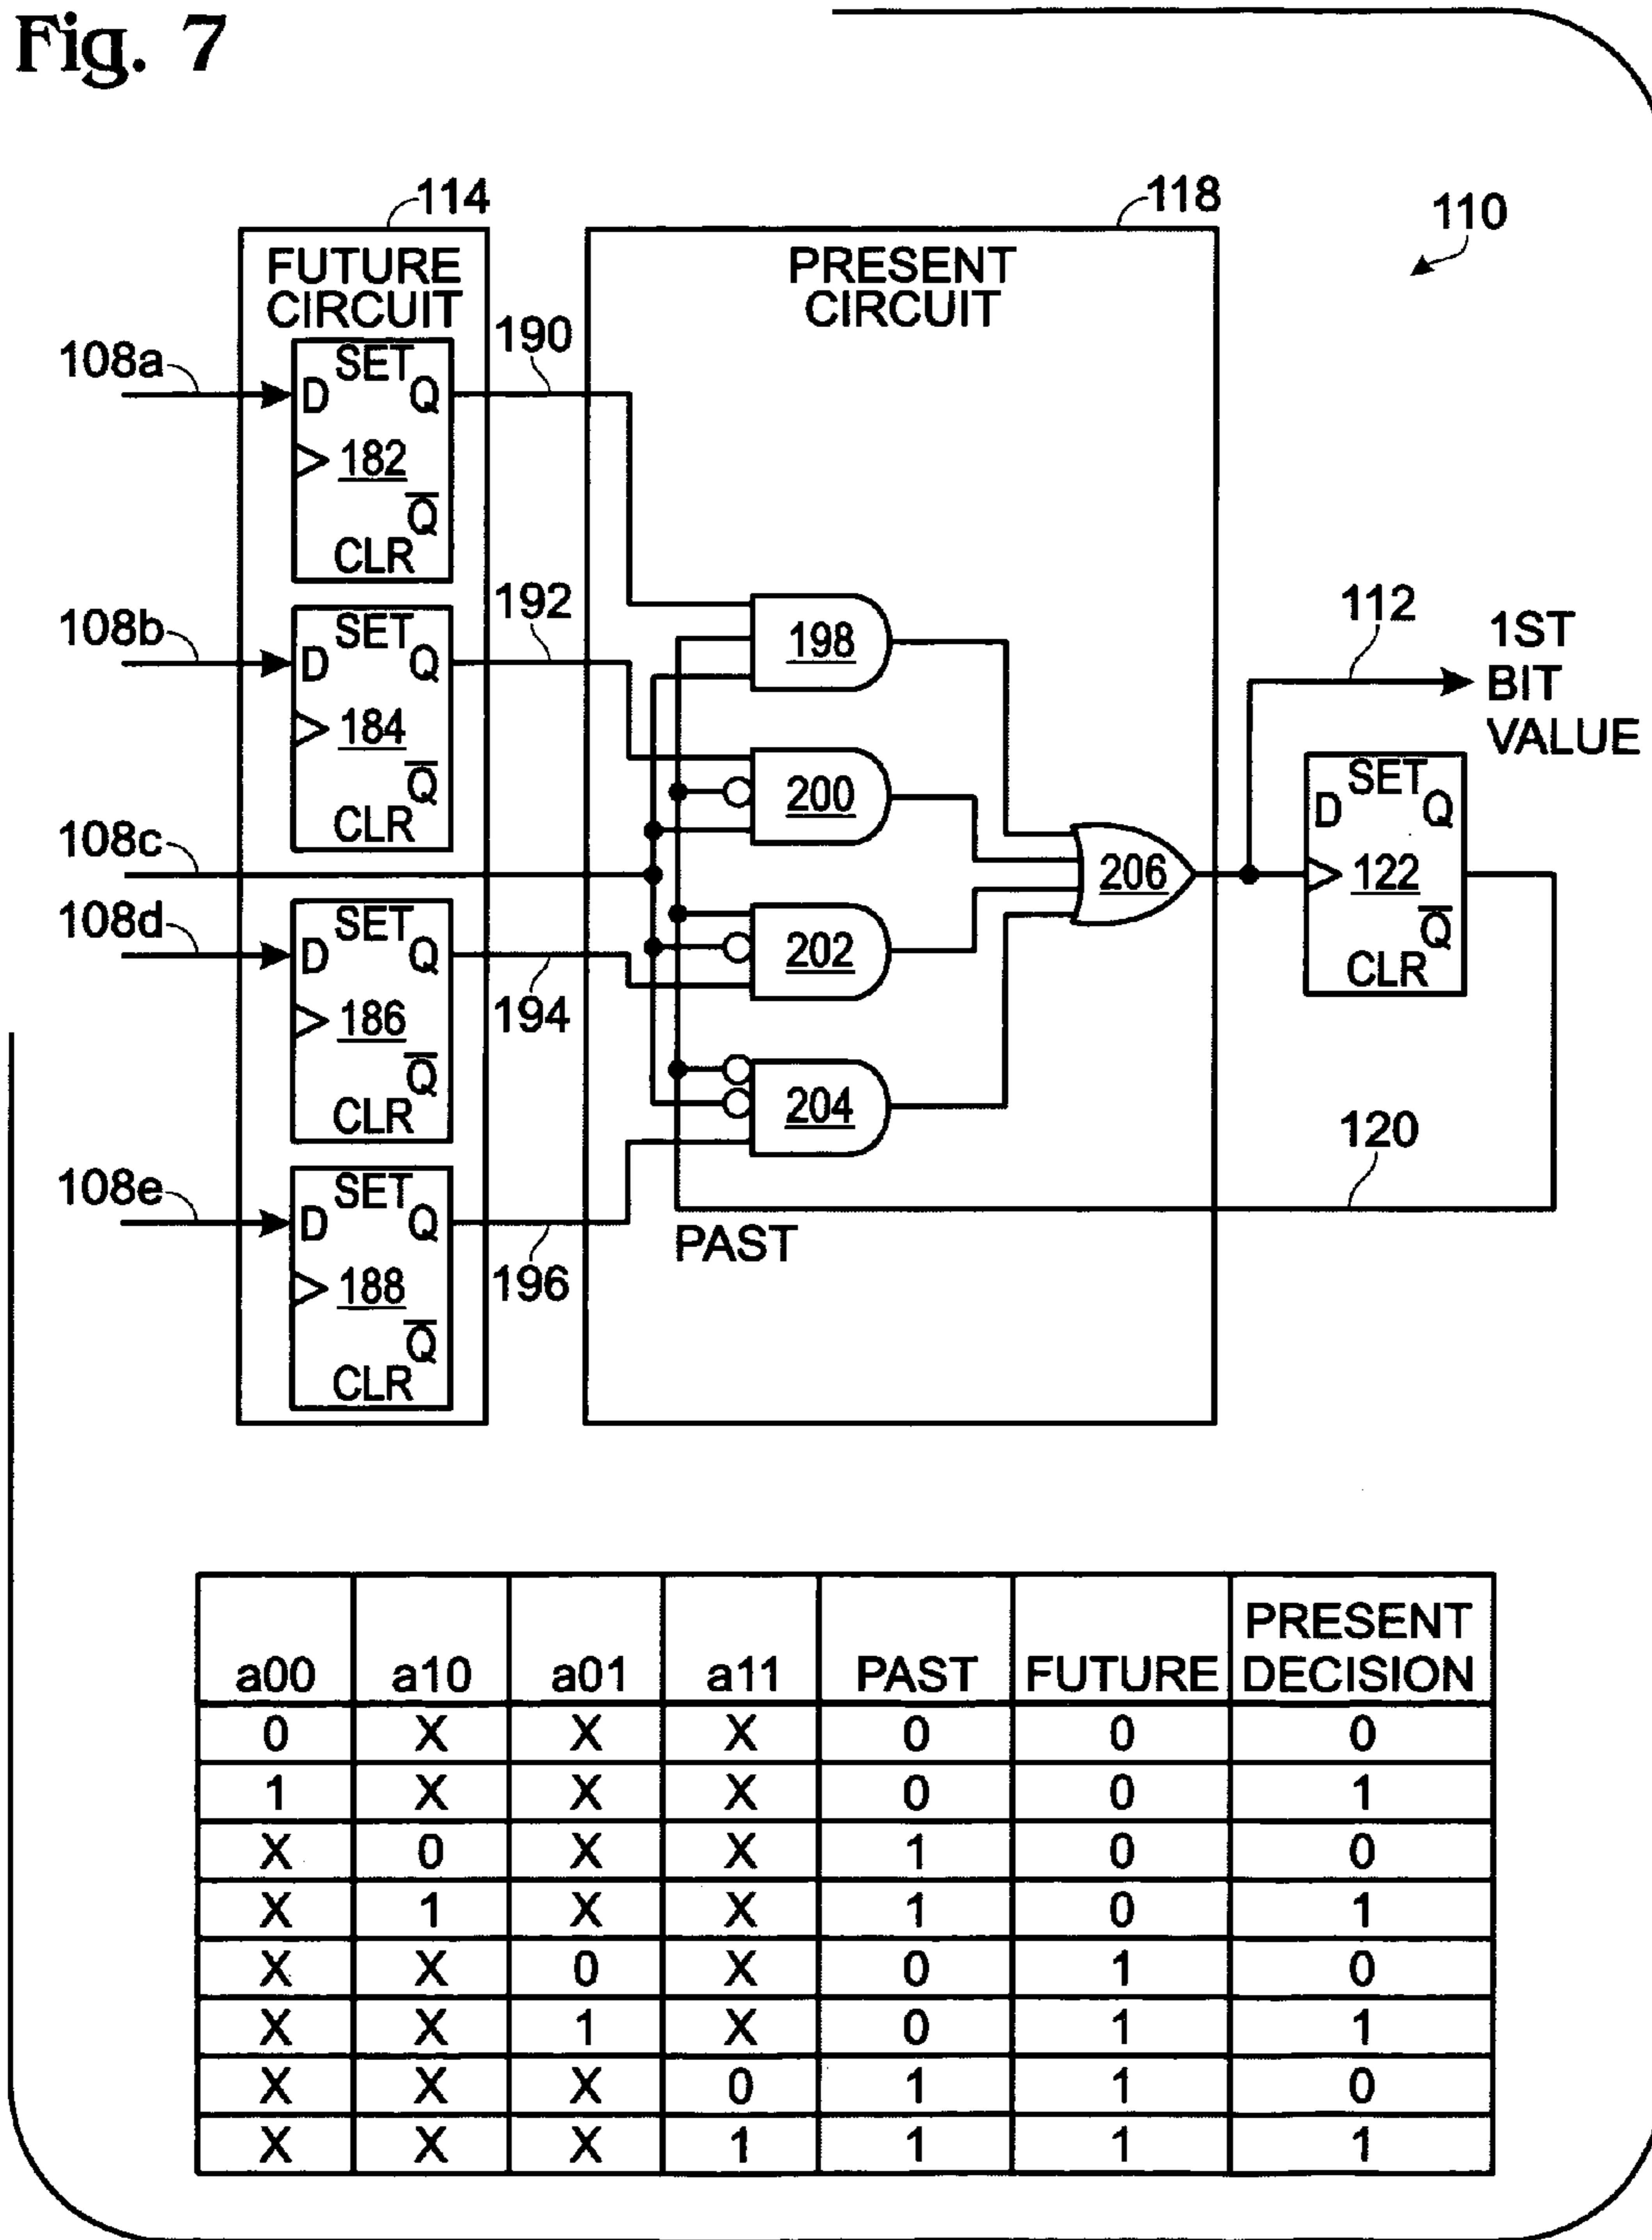 Fig. 7
114
118
110
FUTURE
CIRCUIT
PRESENT
CIRCUIT
190
108a
SET
D
Q
182
Q̅
CLR
192
108b
SET
D
Q
184
Q̅
CLR
198
112
1ST
BIT
VALUE
200
108c
206
SET
D
Q
122
Q̅
CLR
108d
SET
D
Q
186
Q̅
CLR
202
194
204
120
108e
SET
D
Q
188
Q̅
CLR
PAST
196
a00 a10 a01 a11 PAST FUTURE PRESENT DECISION
0 X X X 0 0 0
1 X X X 0 0 1
X 0 X X 1 0 0
X 1 X X 1 0 1
X X 0 X 0 1 0
X X 1 X 0 1 1
X X X 0 1 1 0
X X X 1 1 1 1